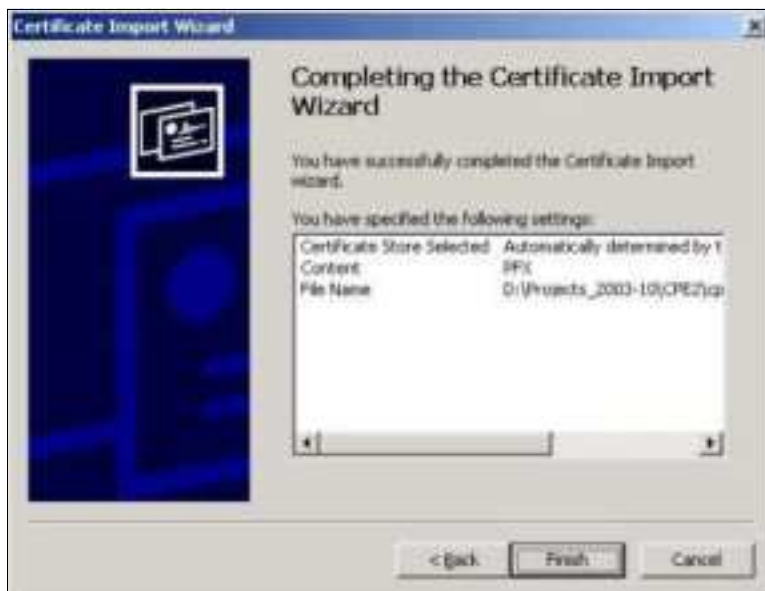 Certificate Import Wizard
Completing the Certificate Import
Wizard
You have successfully completed the Certificate Import
wizard.
You have specified the following settings:
Certificate Store Selected Automatically determined by t
Content PFX
File Name D:\Projects_2003-10\CPE2\cp
< Back Finish Cancel